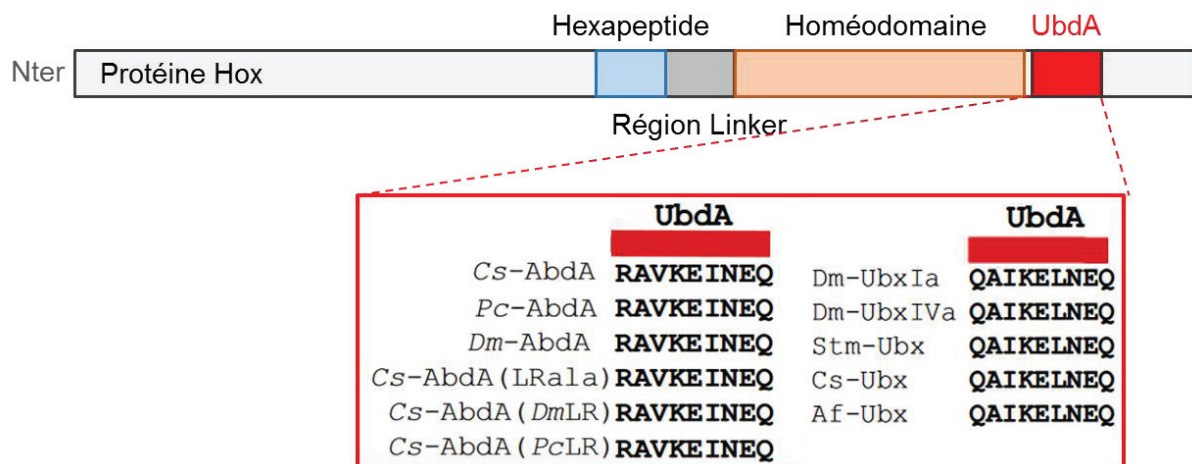 Hexapeptide Homéodomaine UbdA
Nter Protéine Hox
Région Linker
UbdA UbdA
Cs-AbdA RAVKEINEQ Dm-UbxIa QAIKELNEQ
Pc-AbdA RAVKEINEQ Dm-UbxIVa QAIKELNEQ
Dm-AbdA RAVKEINEQ Stm-Ubx QAIKELNEQ
Cs-AbdA(LRala) RAVKEINEQ Cs-Ubx QAIKELNEQ
Cs-AbdA(DmLR) RAVKEINEQ Af-Ubx QAIKELNEQ
Cs-AbdA(PcLR) RAVKEINEQ